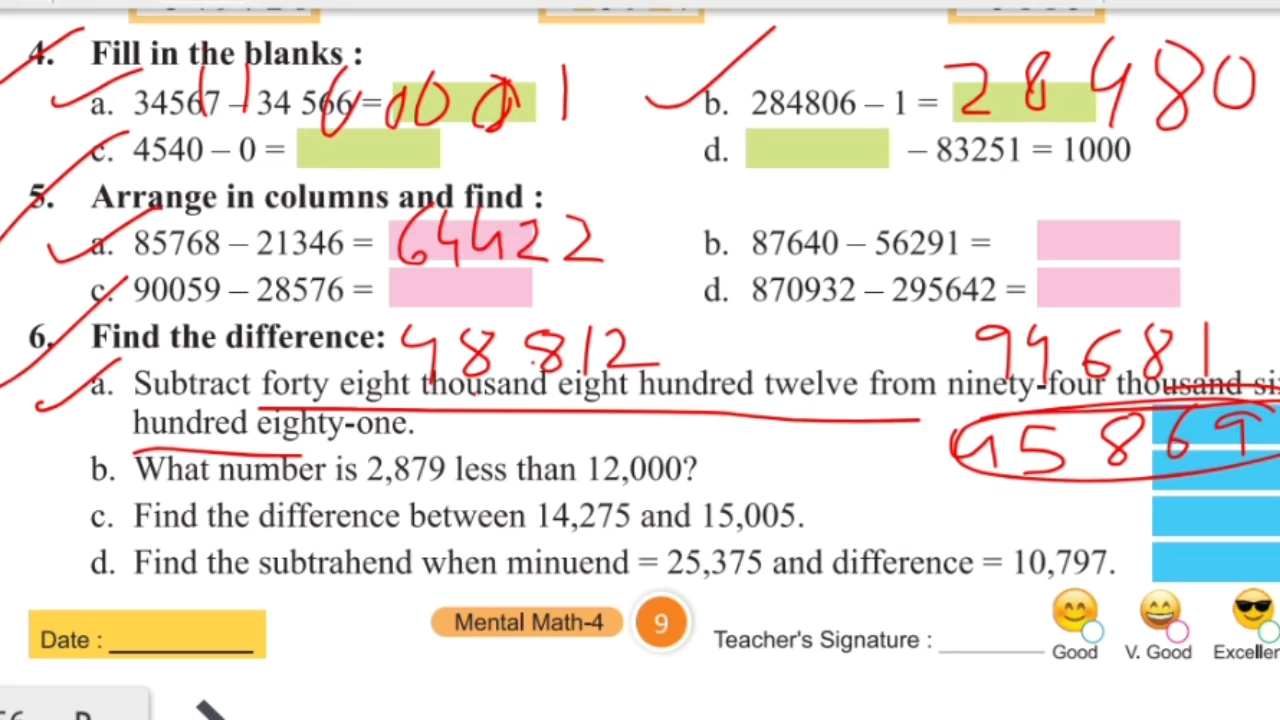 4. Fill in the blanks :
a. 34567 – 34 566 = 1
b. 284806 – 1 = 28480
c. 4540 – 0 =
d. – 83251 = 1000
5. Arrange in columns and find :
a. 85768 – 21346 = 64422
b. 87640 – 56291 =
c. 90059 – 28576 =
d. 870932 – 295642 =
6. Find the difference:
48812 94681
a. Subtract forty eight thousand eight hundred twelve from ninety-four thousand si
hundred eighty-one. 45869
b. What number is 2,879 less than 12,000?
c. Find the difference between 14,275 and 15,005.
d. Find the subtrahend when minuend = 25,375 and difference = 10,797.
Date :
Mental Math-4 9
Teacher's Signature :
Good V. Good Excellen